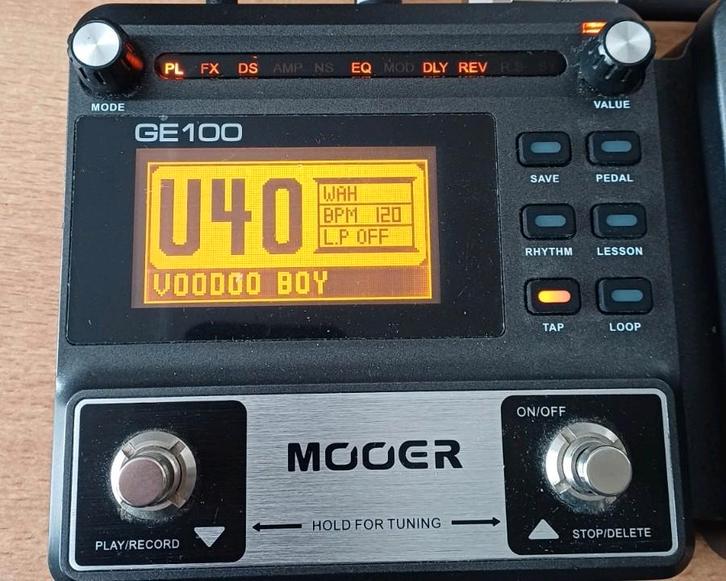 PL FX DS AMP NS EQ MOD DLY REV
MODE
VALUE
GE100
U40
WAH
BPM 120
L.P OFF
VOODOO BOY
SAVE PEDAL
RHYTHM LESSON
TAP LOOP
ON/OFF
MOOER
HOLD FOR TUNING
PLAY/RECORD
STOP/DELETE